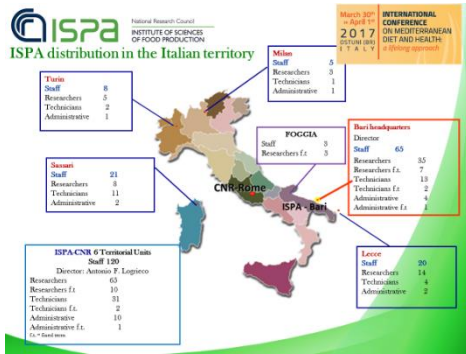 ISPA
National Research Council
INSTITUTE OF SCIENCES
OF FOOD PRODUCTION
March 30th
– April 1st
2017
OSTUNI (BR)
ITALY
INTERNATIONAL
CONFERENCE
ON MEDITERRANEAN
DIET AND HEALTH:
a lifelong approach
ISPA distribution in the Italian territory
Turin
Staff 8
Researchers 5
Technicians 2
Administrative 1
Milan
Staff 5
Researchers 3
Technicians 1
Administrative 1
FOGGIA
Staff 3
Researchers f.t 3
Bari headquarters
Director
Staff 65
Researchers 35
Researchers f.t. 7
Technicians 13
Technicians f.t 2
Administrative 4
Administrative f.t 1
Sassari
Staff 21
Researchers 8
Technicians 11
Administrative 2
CNR-Rome
ISPA - Bari
Lecce
Staff 20
Researchers 14
Technicians 4
Administrative 2
ISPA-CNR 6 Territorial Units
Staff 120
Director: Antonio F. Logrieco
Researchers 65
Researchers f.t 10
Technicians 31
Technicians f.t. 2
Administrative 10
Administrative f.t. 1